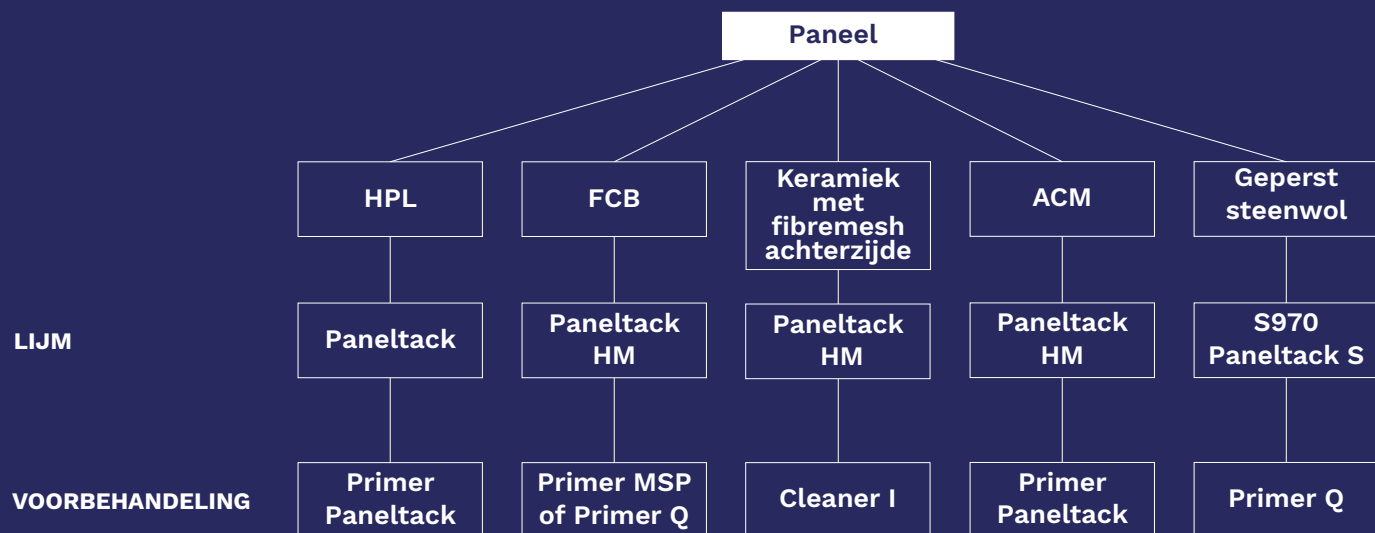 Paneel
HPL
FCB
Keramiek
met
fibremesh
achterzijde
ACM
Geperst
steenwol
LIJM
Paneltack
Paneltack
HM
Paneltack
HM
Paneltack
HM
S970
Paneltack S
VOORBEHANDELING
Primer
Paneltack
Primer MSP
of Primer Q
Cleaner I
Primer
Paneltack
Primer Q